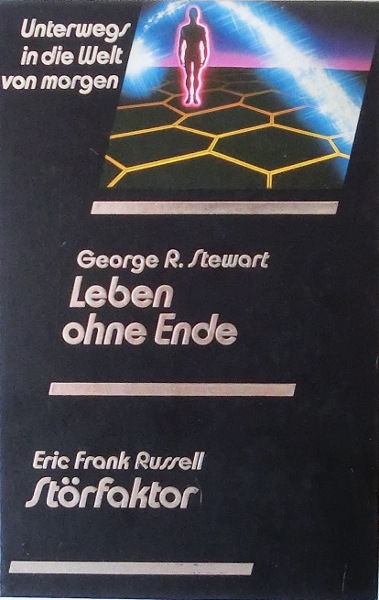 Unterwegs
in die Welt
von morgen
George R. Stewart
Leben
ohne Ende
Eric Frank Russell
Störfaktor